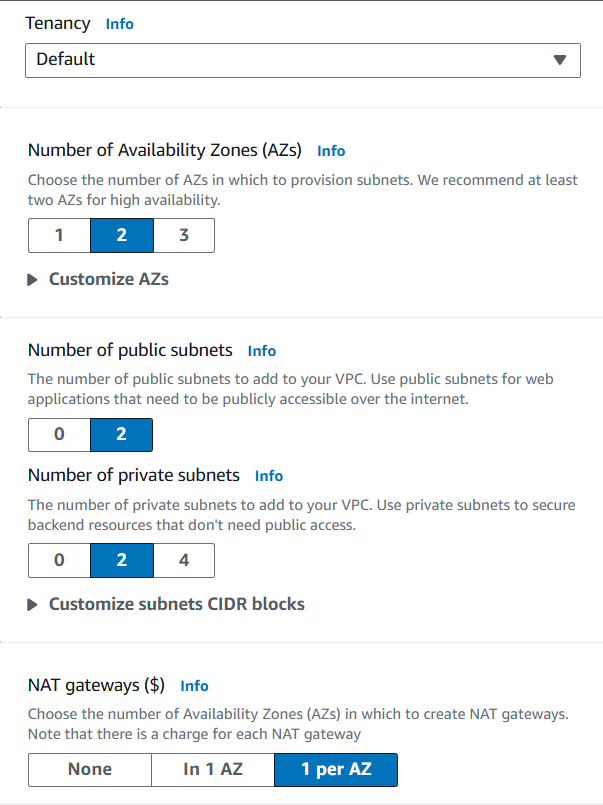 Tenancy Info
Default
Number of Availability Zones (AZs) Info
Choose the number of AZs in which to provision subnets. We recommend at least
two AZs for high availability.
1 2 3
Customize AZs
Number of public subnets Info
The number of public subnets to add to your VPC. Use public subnets for web
applications that need to be publicly accessible over the internet.
0 2
Number of private subnets Info
The number of private subnets to add to your VPC. Use private subnets to secure
backend resources that don't need public access.
0 2 4
Customize subnets CIDR blocks
NAT gateways ($) Info
Choose the number of Availability Zones (AZs) in which to create NAT gateways.
Note that there is a charge for each NAT gateway
None In 1 AZ 1 per AZ